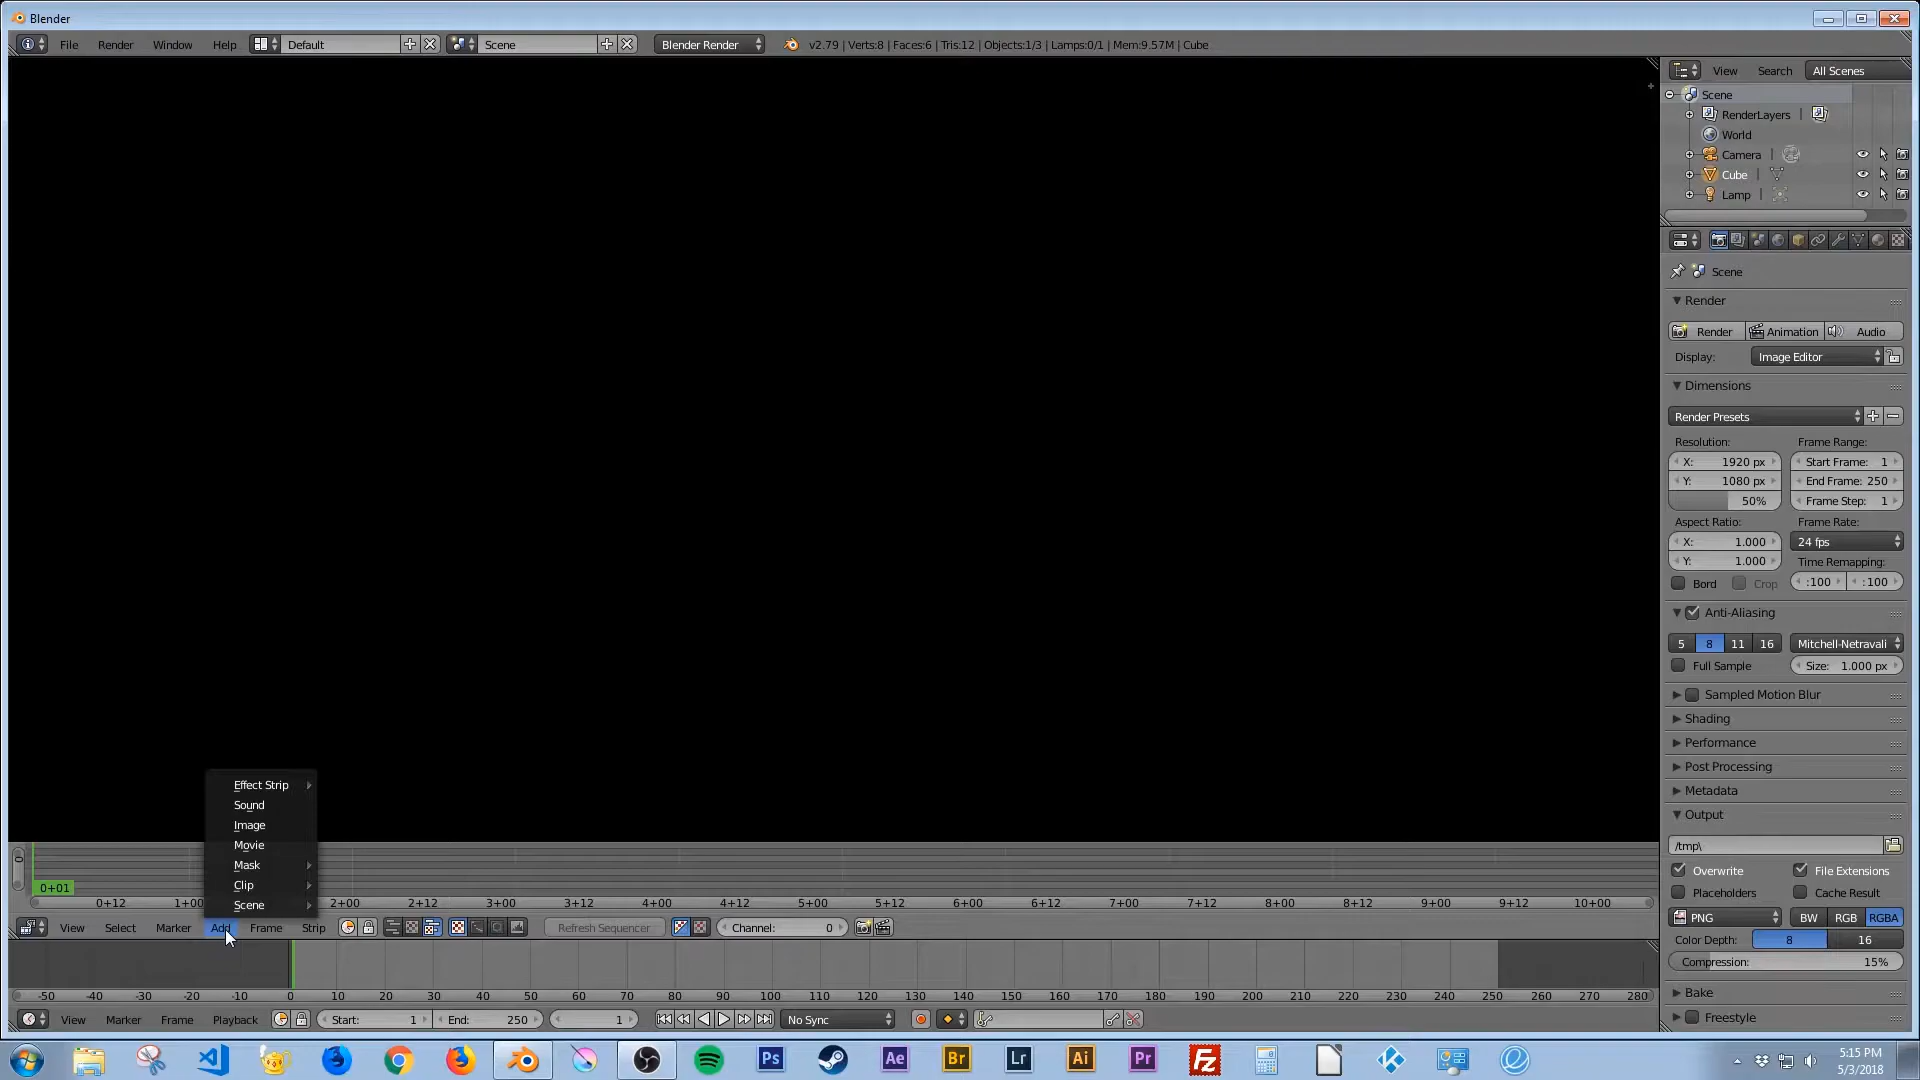 Blender
File Render Window Help Default Scene Blender Render v2.79 | Verts:8 | Faces:6 | Tris:12 | Objects:1/3 | Lamps:0/1 | Mem:9.57M | Cube
View Search All Scenes
Scene
RenderLayers
World
Camera
Cube
Lamp
Scene
Render
Render Animation Audio
Display: Image Editor
Dimensions
Render Presets
Resolution: Frame Range:
X: 1920 px Start Frame: 1
Y: 1080 px End Frame: 250
50% Frame Step: 1
Aspect Ratio: Frame Rate:
X: 1.000 24 fps
Y: 1.000 Time Remapping:
Bord Crop :100 :100
Anti-Aliasing
5 8 11 16 Mitchell-Netravali
Full Sample Size: 1.000 px
Sampled Motion Blur
Shading
Performance
Post Processing
Metadata
Output
/tmp\
Overwrite File Extensions
Placeholders Cache Result
PNG BW RGB RGBA
Color Depth: 8 16
Compression: 15%
Bake
Freestyle
Effect Strip
Sound
Image
Movie
Mask
Clip
Scene
0+01
0+12 1+00 2+00 2+12 3+00 3+12 4+00 4+12 5+00 5+12 6+00 6+12 7+00 7+12 8+00 8+12 9+00 9+12 10+00
View Select Marker Add Frame Strip Refresh Sequencer Channel: 0
-50 -40 -30 -20 -10 0 10 20 30 40 50 60 70 80 90 100 110 120 130 140 150 160 170 180 190 200 210 220 230 240 250 260 270 280
View Marker Frame Playback Start: 1 End: 250 1 No Sync
Ps Ae Br Lr Ai Pr Fz
5:15 PM
5/3/2018